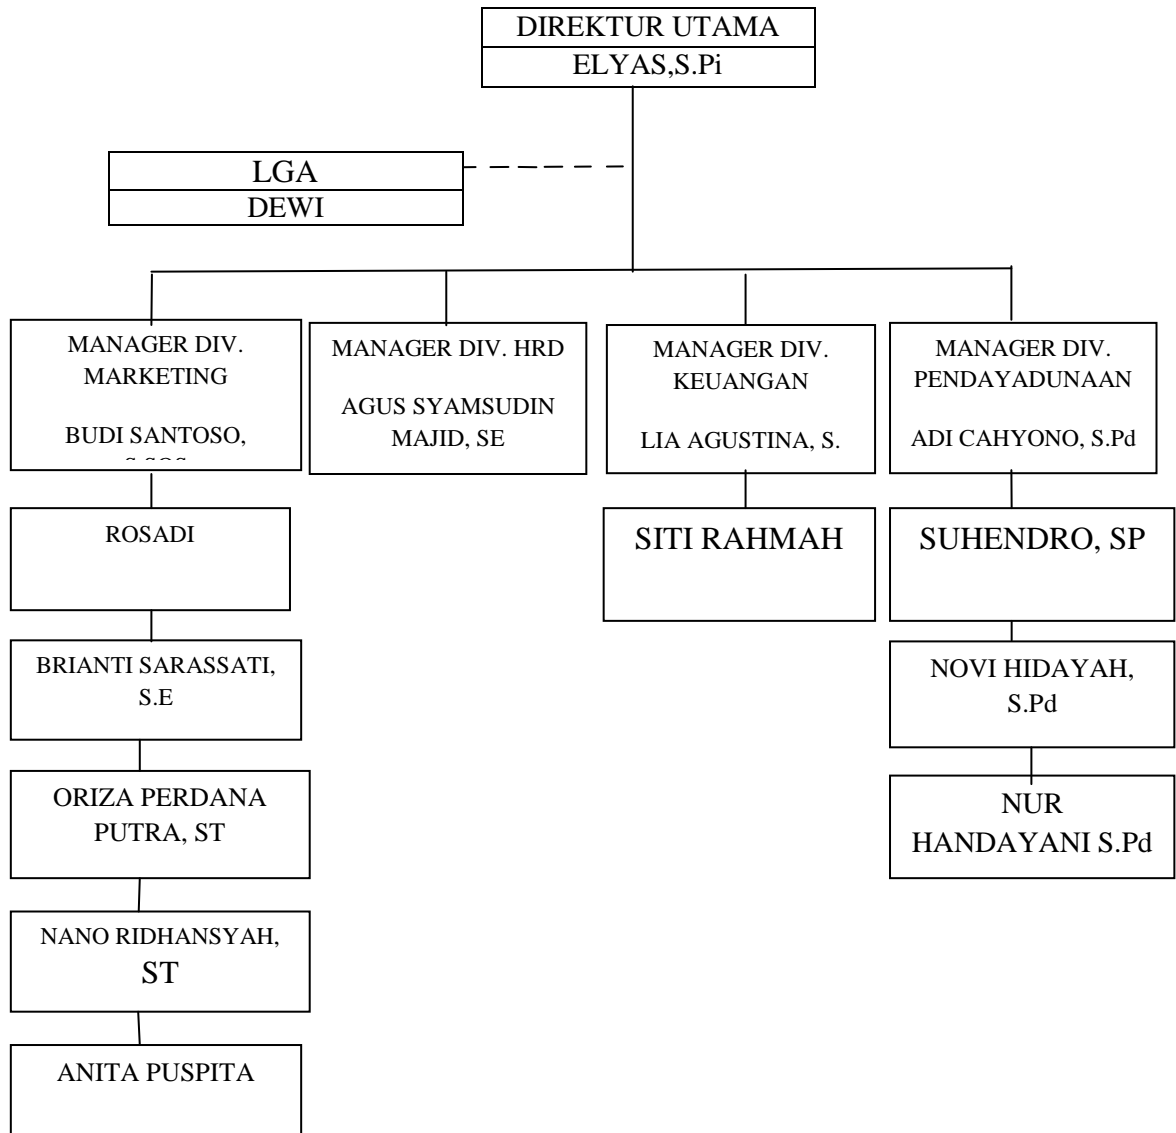 DIREKTUR UTAMA
ELYAS,S.Pi
LGA
DEWI
MANAGER DIV.
MARKETING
BUDI SANTOSO,
MANAGER DIV. HRD
AGUS SYAMSUDIN
MAJID, SE
MANAGER DIV.
KEUANGAN
LIA AGUSTINA, S.
MANAGER DIV.
PENDAYADUNAAN
ADI CAHYONO, S.Pd
ROSADI
SITI RAHMAH
SUHENDRO, SP
BRIANTI SARASSATI,
S.E
NOVI HIDAYAH,
S.Pd
ORIZA PERDANA
PUTRA, ST
NUR
HANDAYANI S.Pd
NANO RIDHANSYAH,
ST
ANITA PUSPITA